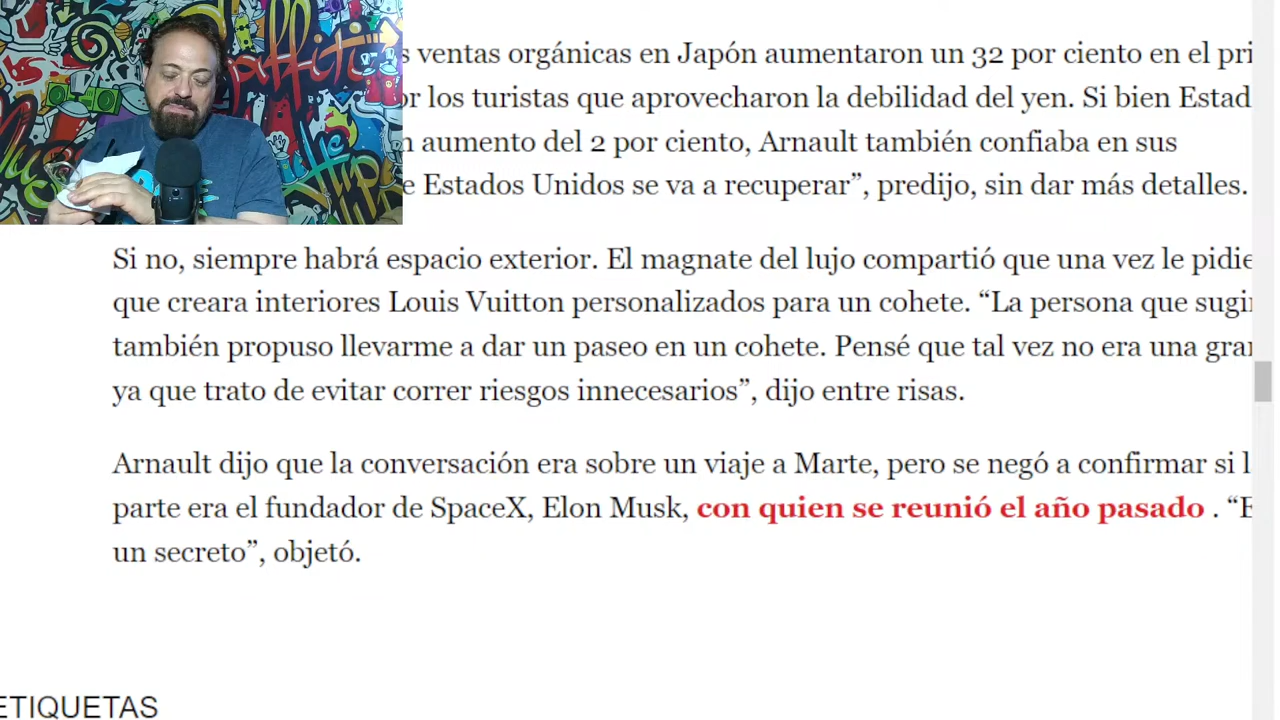 ventas orgánicas en Japón aumentaron un 32 por ciento en el
los turistas que aprovecharon la debilidad del yen. Si bien
aumento del 2 por ciento, Arnault también confiaba en sus
Estados Unidos se va a recuperar”, predijo, sin dar más detalles.
Si no, siempre habrá espacio exterior. El magnate del lujo compartió que una vez le
que creara interiores Louis Vuitton personalizados para un cohete. “La persona que
también propuso llevarme a dar un paseo en un cohete. Pensé que tal vez no era una
ya que trato de evitar correr riesgos innecesarios”, dijo entre risas.
Arnault dijo que la conversación era sobre un viaje a Marte, pero se negó a confirmar si
parte era el fundador de SpaceX, Elon Musk, con quien se reunió el año pasado . “
un secreto”, objetó.
ETIQUETAS